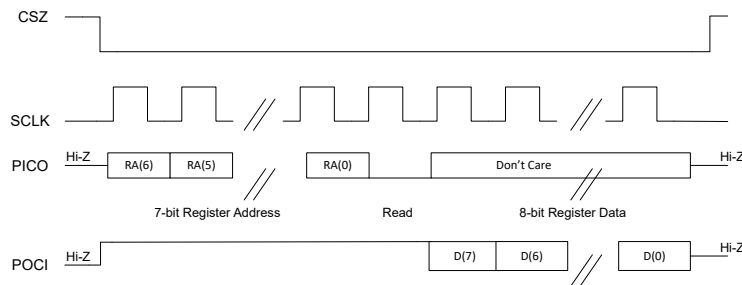 CSZ
SCLK
PICO Hi-Z RA(6) RA(5) RA(0) Don't Care Hi-Z
7-bit Register Address Read 8-bit Register Data
POCI Hi-Z D(7) D(6) D(0) Hi-Z